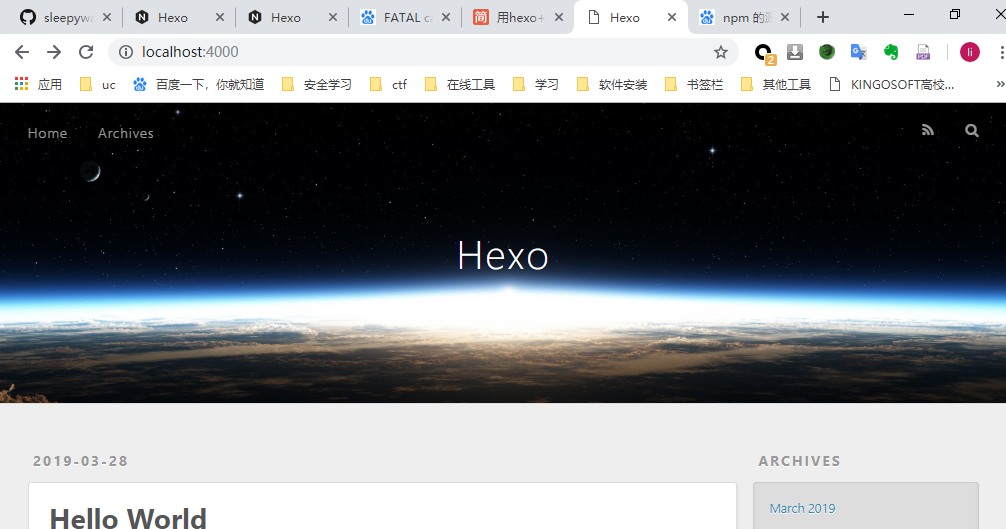 sleepywa
Hexo
Hexo
FATAL ca
用hexo+
Hexo
npm 的源
localhost:4000
2
li
应用
uc
百度一下，你就知道
安全学习
ctf
在线工具
学习
软件安装
书签栏
其他工具
KINGOSOFT高校...
Home
Archives
Hexo
2019-03-28
ARCHIVES
Hello World
March 2019